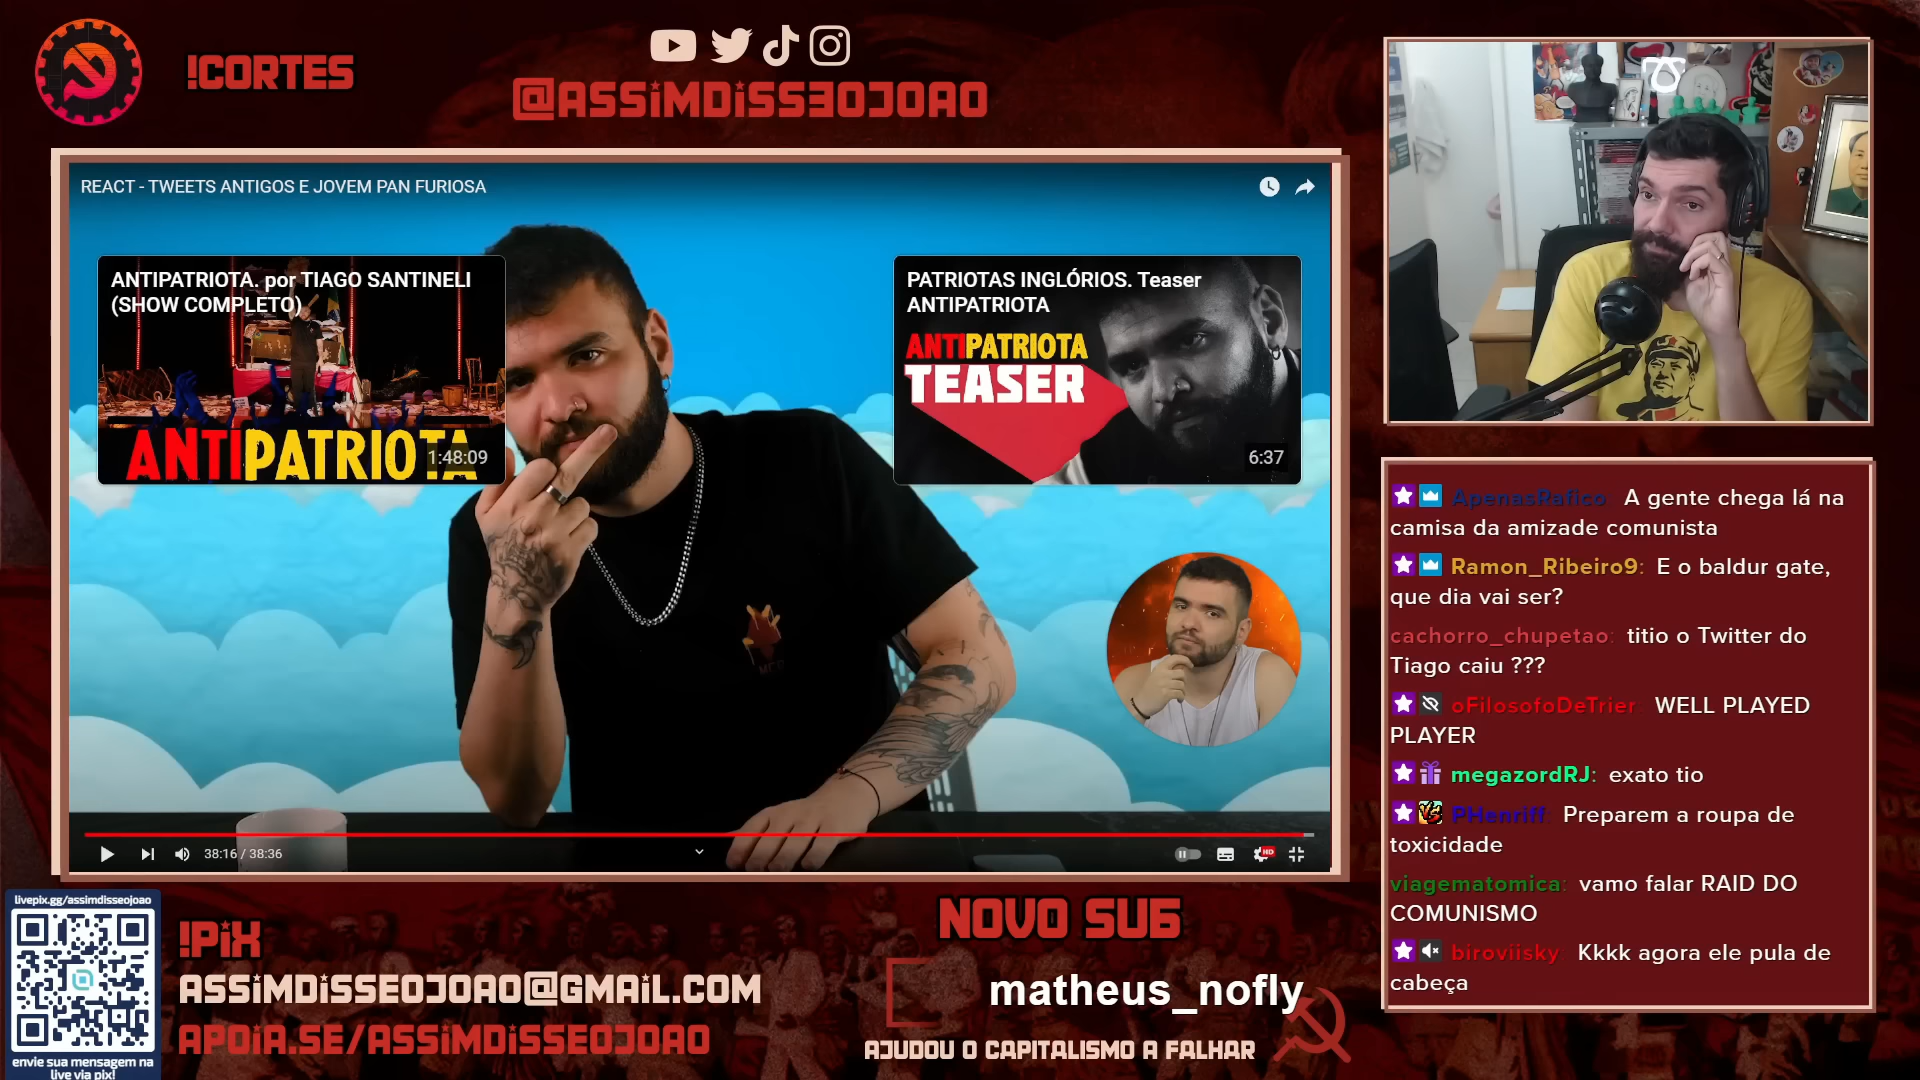 !CORTES
@ASSIMDISSEOJOAO
REACT - TWEETS ANTIGOS E JOVEM PAN FURIOSA
ANTIPATRIOTA. por TIAGO SANTINELI
(SHOW COMPLETO)
ANTIPATRIOTA
1:48:09
PATRIOTAS INGLÓRIOS. Teaser
ANTIPATRIOTA
ANTIPATRIOTA
TEASER
6:37
38:16 / 38:36
HD
ApenasRafico A gente chega lá na
camisa da amizade comunista
Ramon_Ribeiro9: E o baldur gate,
que dia vai ser?
cachorro_chupetao: titio o Twitter do
Tiago caiu ???
oFilosofoDeTrier: WELL PLAYED
PLAYER
megazordRJ: exato tio
PHenriff: Preparem a roupa de
toxicidade
viagematomica: vamo falar RAID DO
COMUNISMO
biroviisky: Kkkk agora ele pula de
cabeça
livepix.gg/assimdisseojoao
envie sua mensagem na
live via pix!
!PIX
ASSIMDISSEOJOAO@GMAIL.COM
APOIA.SE/ASSIMDISSEOJOAO
NOVO SUB
matheus_nofly
AJUDOU O CAPITALISMO A FALHAR